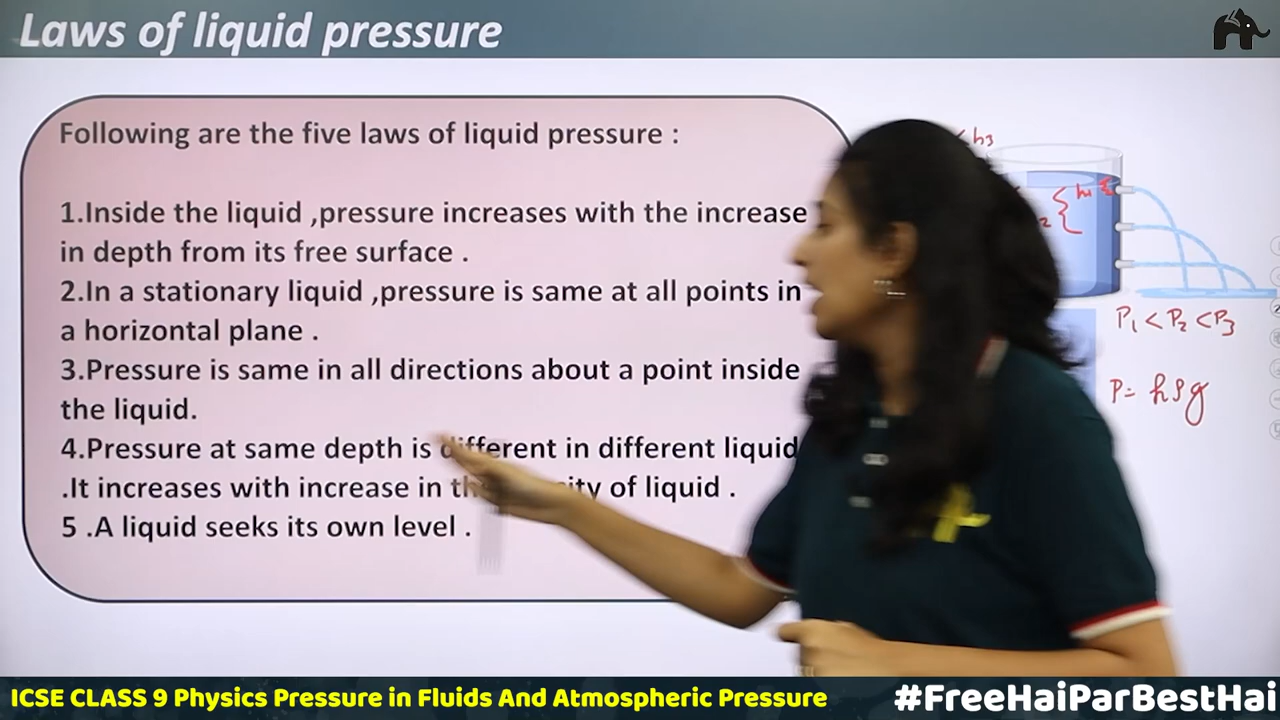 Laws of liquid pressure
Following are the five laws of liquid pressure :
1.Inside the liquid ,pressure increases with the increase
in depth from its free surface .
2.In a stationary liquid ,pressure is same at all points in
a horizontal plane .
3.Pressure is same in all directions about a point inside
the liquid.
4.Pressure at same depth is different in different liquid
.It increases with increase in of liquid .
5 .A liquid seeks its own level .
< h3
h1
2
P1 < P2 < P3
P= hρg
ICSE CLASS 9 Physics Pressure in Fluids And Atmospheric Pressure
#FreeHaiParBestHai